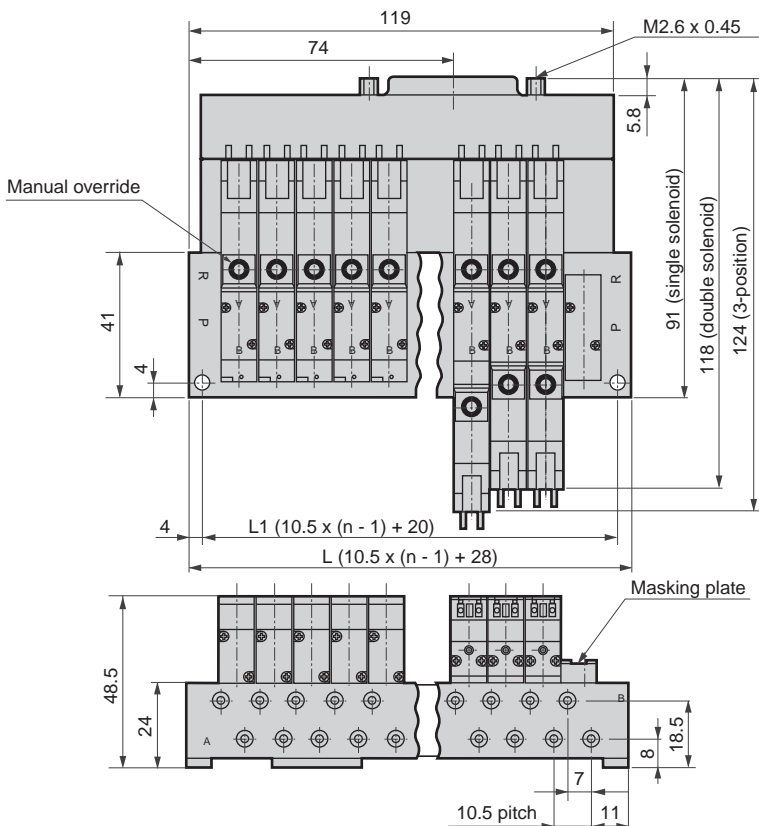 119
74
M2.6 x 0.45
5.8
Manual override
91 (single solenoid)
118 (double solenoid)
124 (3-position)
R
P
R
P
A
A
A
A
A
A
A
A
B
B
B
B
B
B
B
B
41
4
4
L1 (10.5 x (n - 1) + 20)
L (10.5 x (n - 1) + 28)
Masking plate
48.5
24
A
B
18.5
8
7
10.5 pitch
11